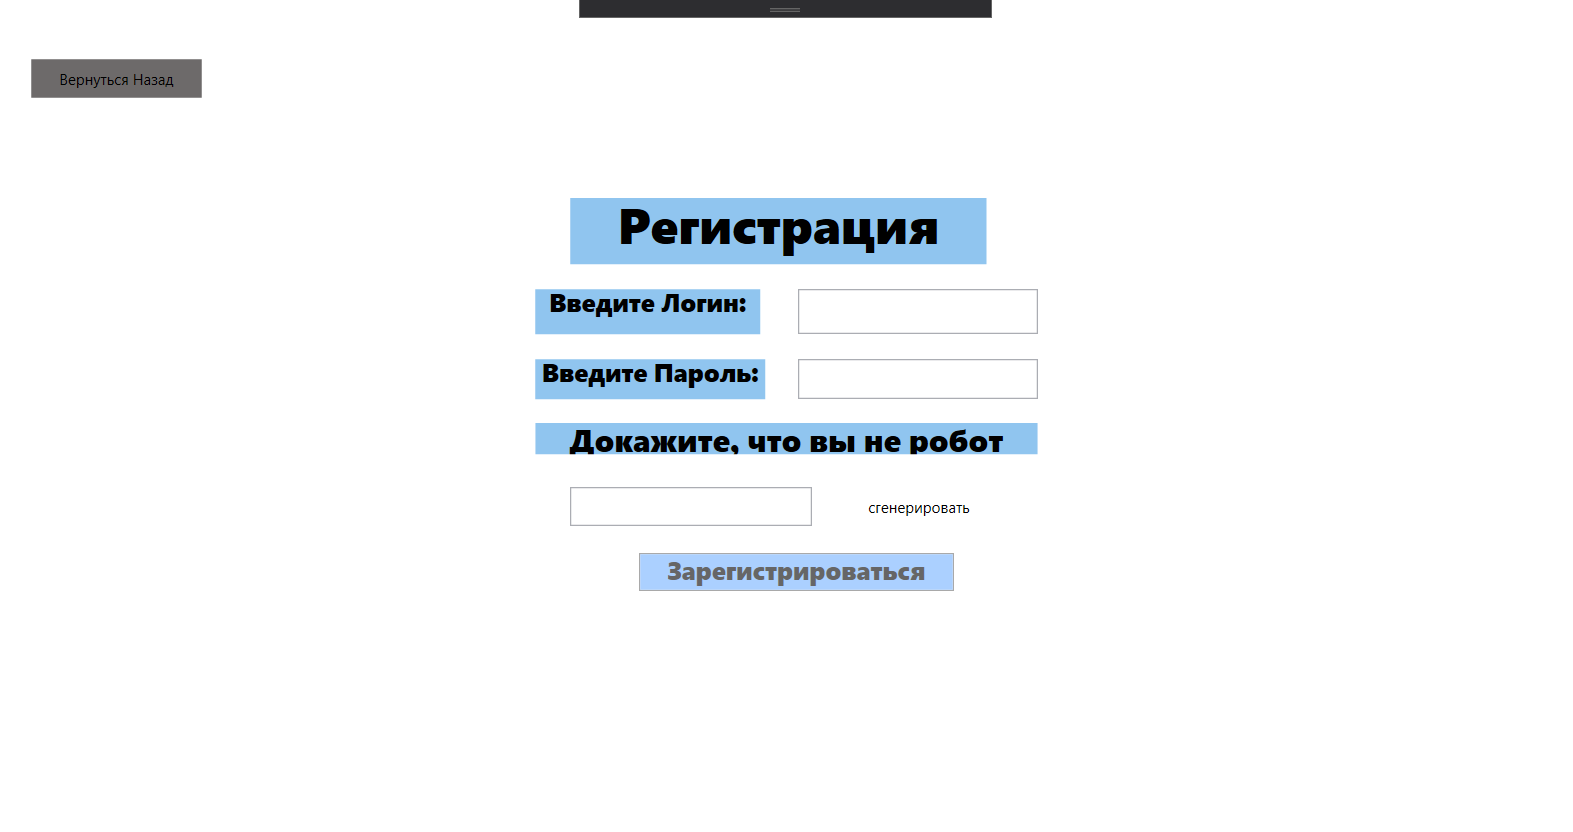 Вернуться Назад
Регистрация
Введите Логин:
Введите Пароль:
Докажите, что вы не робот
сгенерировать
Зарегистрироваться